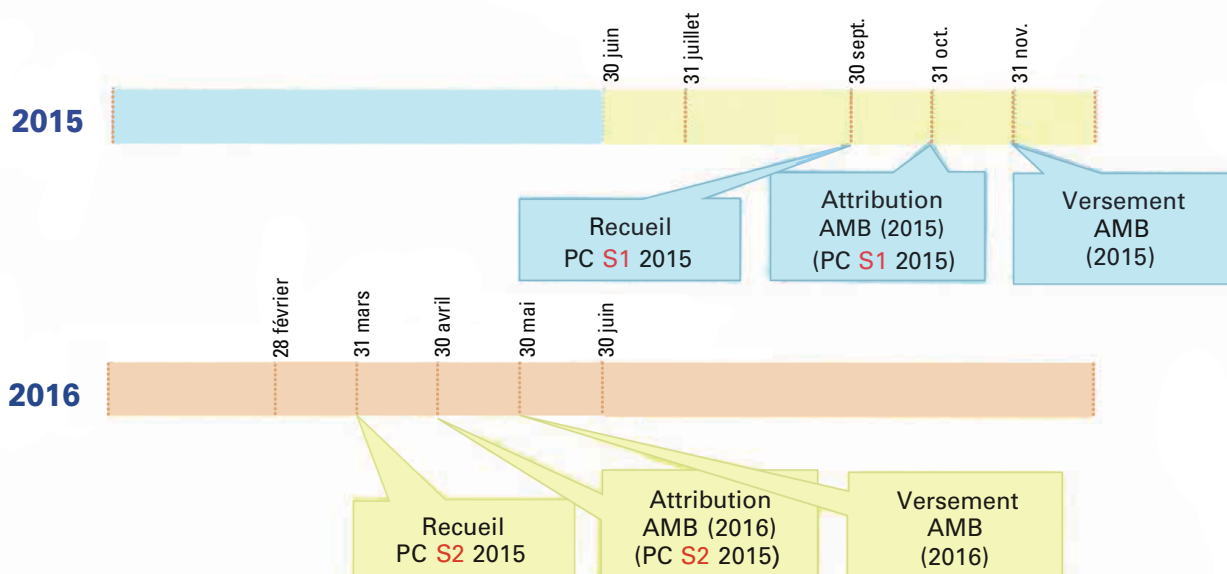 30 juin
31 juillet
30 sept.
31 oct.
31 nov.
2015
Recueil
PC S1 2015
Attribution
AMB (2015)
(PC S1 2015)
Versement
AMB
(2015)
28 février
31 mars
30 avril
30 mai
30 juin
2016
Recueil
PC S2 2015
Attribution
AMB (2016)
(PC S2 2015)
Versement
AMB
(2016)